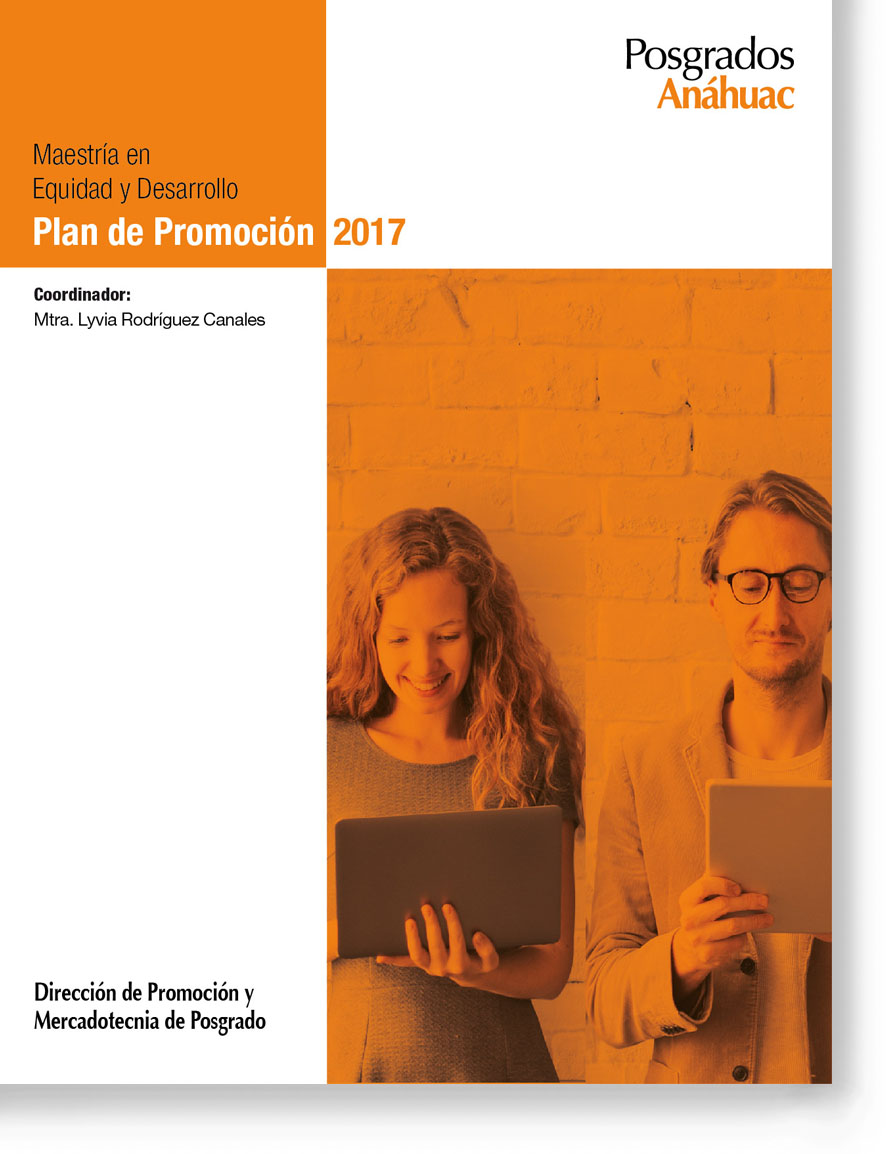 Posgrados
Anáhuac
Maestría en
Equidad y Desarrollo
Plan de Promoción 2017
Coordinador:
Mtra. Lyvia Rodríguez Canales
Dirección de Promoción y
Mercadotecnia de Posgrado